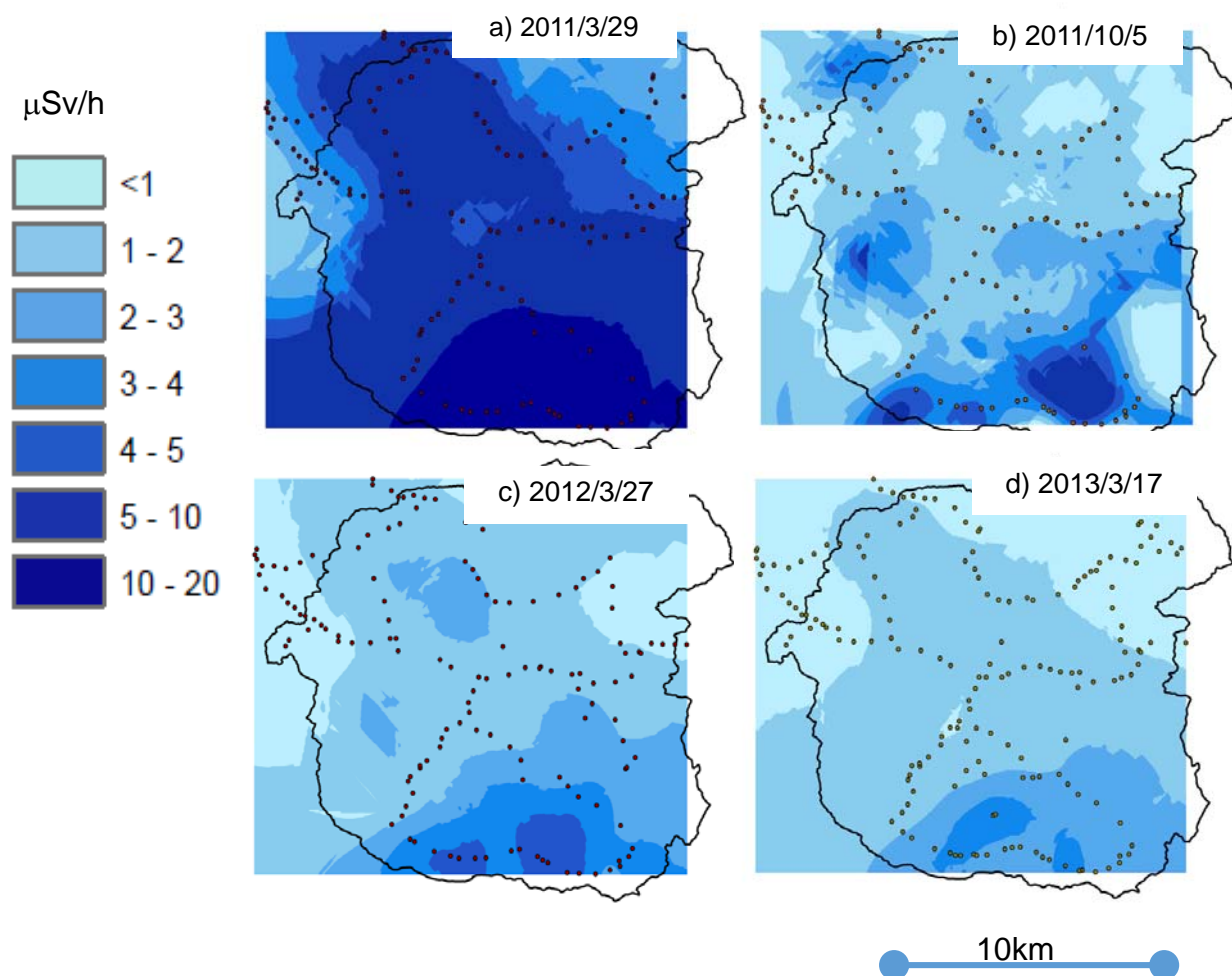 μSv/h
<1
1 - 2
2 - 3
3 - 4
4 - 5
5 - 10
10 - 20
a) 2011/3/29
b) 2011/10/5
c) 2012/3/27
d) 2013/3/17
10km